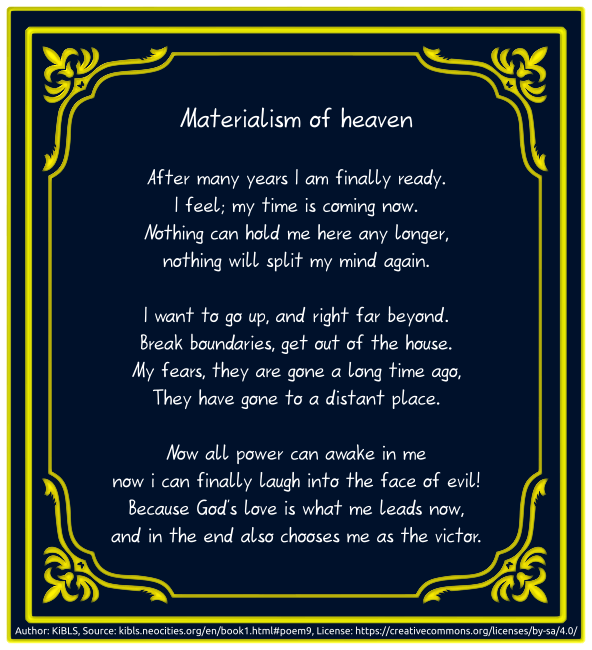 Materialism of heaven
After many years I am finally ready.
I feel; my time is coming now.
Nothing can hold me here any longer,
nothing will split my mind again.
I want to go up, and right far beyond.
Break boundaries, get out of the house.
My fears, they are gone a long time ago,
They have gone to a distant place.
Now all power can awake in me
now i can finally laugh into the face of evil!
Because God's love is what me leads now,
and in the end also chooses me as the victor.
Author: KiBLS, Source: kibls.neocities.org/en/book1.html#poem9, License: https://creativecommons.org/licenses/by-sa/4.0/